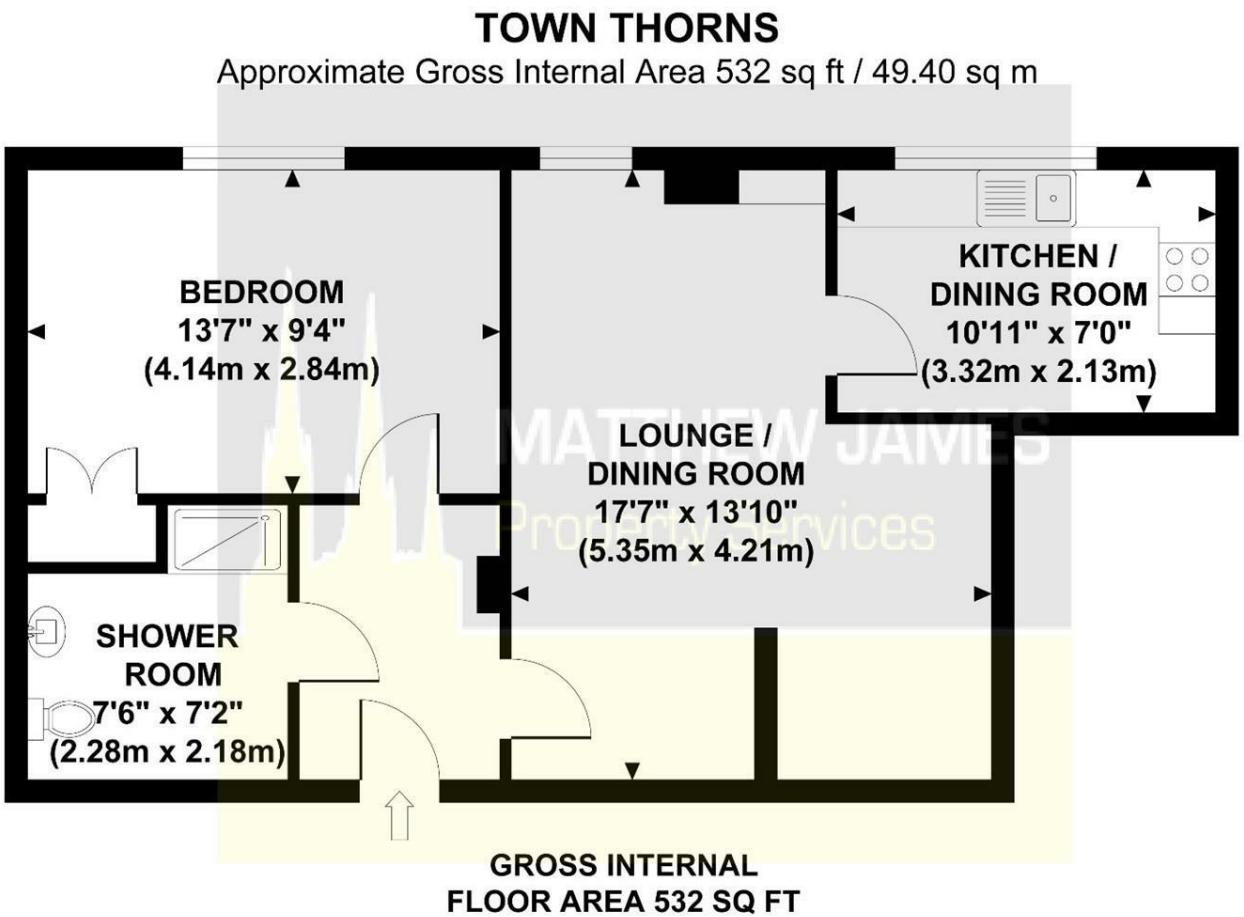 TOWN THORNS
Approximate Gross Internal Area 532 sq ft / 49.40 sq m
BEDROOM
13'7" x 9'4"
(4.14m x 2.84m)
KITCHEN /
DINING ROOM
10'11" x 7'0"
(3.32m x 2.13m)
MATTHEW JAMES
Property Services
LOUNGE /
DINING ROOM
17'7" x 13'10"
(5.35m x 4.21m)
SHOWER
ROOM
7'6" x 7'2"
(2.28m x 2.18m)
GROSS INTERNAL
FLOOR AREA 532 SQ FT